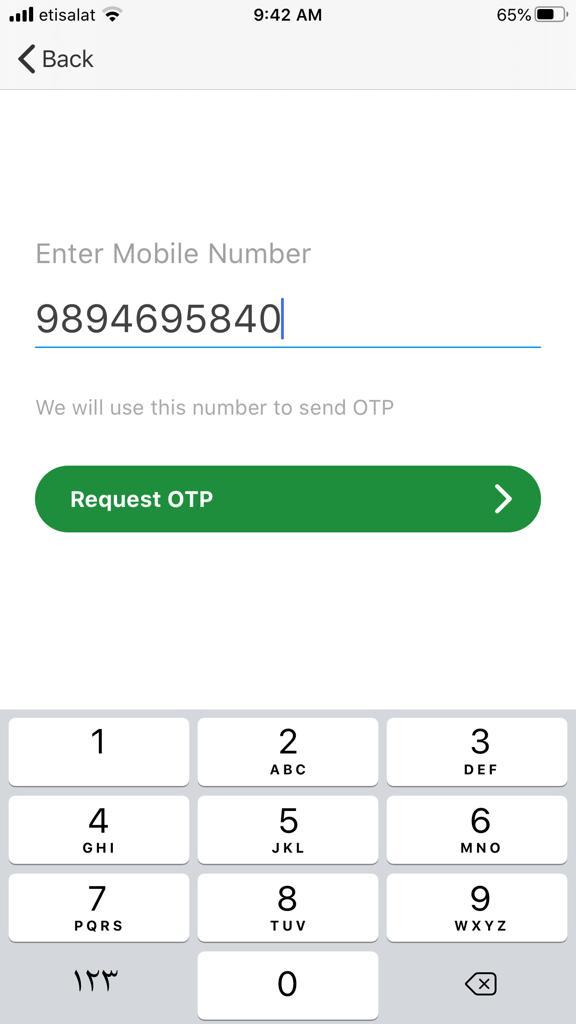 etisalat 9:42 AM 65%
Back
Enter Mobile Number
9894695840
We will use this number to send OTP
Request OTP
1 2 3
ABC DEF
4 5 6
GHI JKL MNO
7 8 9
PQRS TUV WXYZ
١٢٣ 0